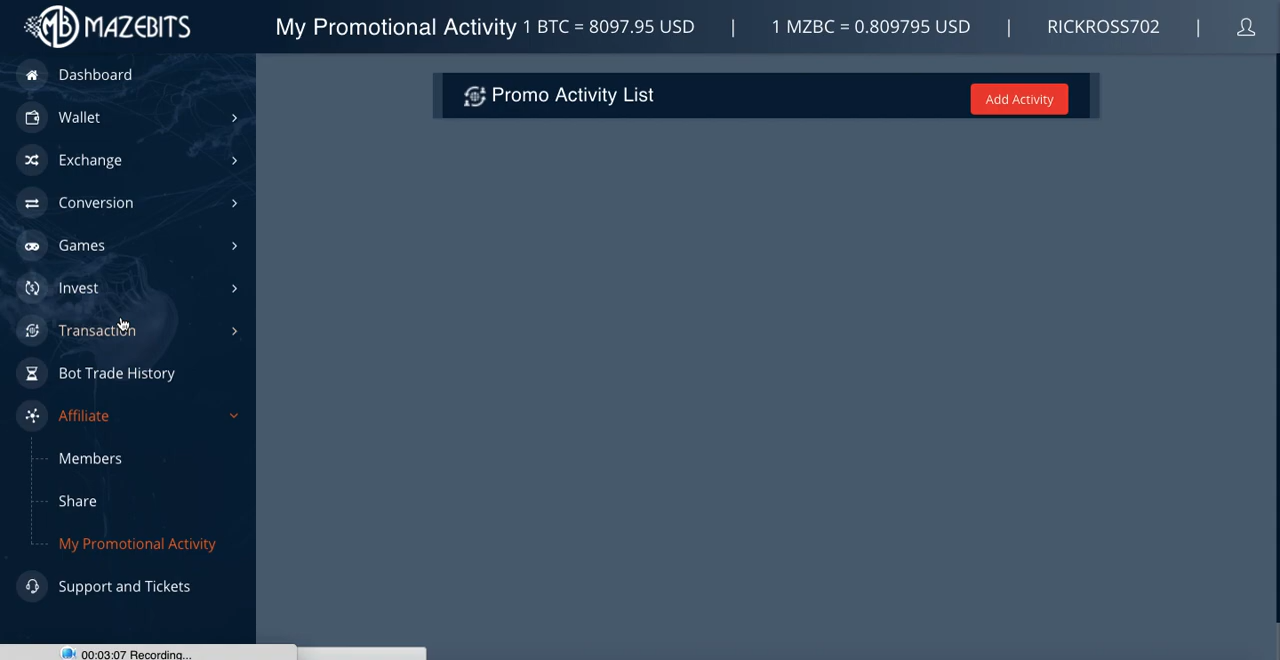 MB MAZEBITS
My Promotional Activity 1 BTC = 8097.95 USD | 1 MZBC = 0.809795 USD | RICKROSS702 |
Dashboard
Wallet
Exchange
Conversion
Games
Invest
Transaction
Bot Trade History
Affiliate
Members
Share
My Promotional Activity
Support and Tickets
Promo Activity List
Add Activity
00:03:07 Recording...